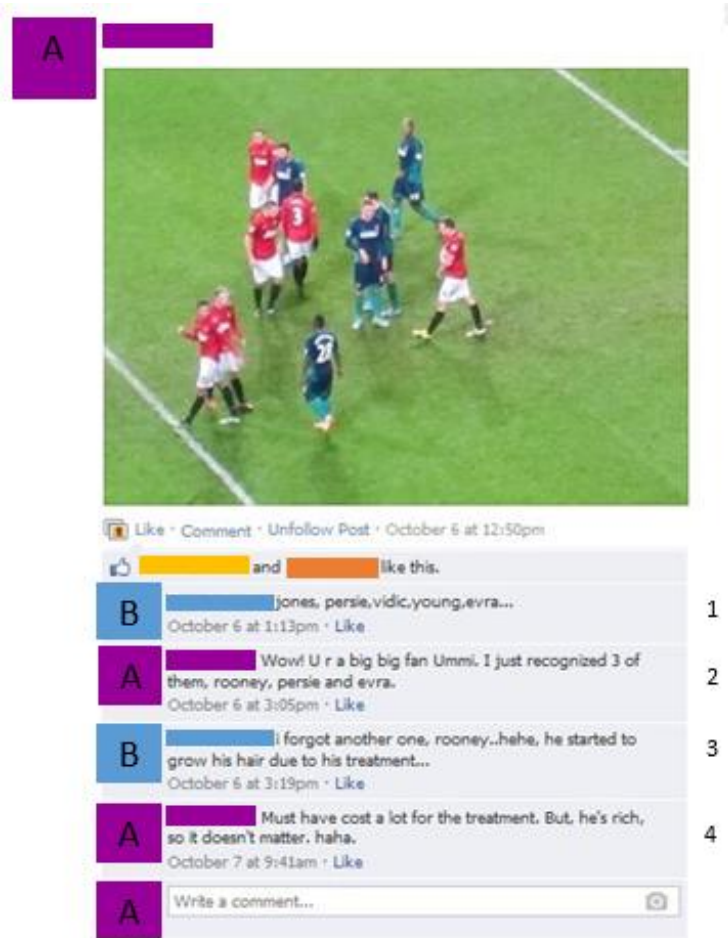 A
3
28
Like · Comment · Unfollow Post · October 6 at 12:50pm
and like this.
B
jones, persie,vidic,young,evra...
1
October 6 at 1:13pm · Like
A
Wow! U r a big big fan Ummi. I just recognized 3 of
2
them, rooney, persie and evra.
October 6 at 3:05pm · Like
B
i forgot another one, rooney..hehe, he started to
3
grow his hair due to his treatment...
October 6 at 3:19pm · Like
A
Must have cost a lot for the treatment. But, he's rich,
4
so it doesn't matter. haha.
October 7 at 9:41am · Like
A
Write a comment...